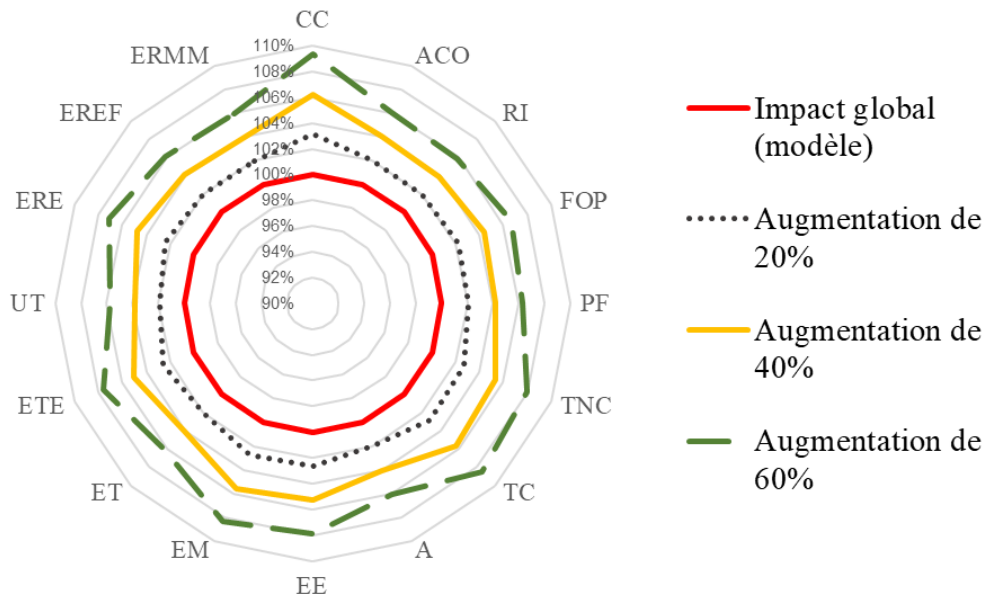 CC
ERMM
ACO
110%
108%
EREF
106%
RI
104%
102%
ERE
100%
FOP
98%
96%
94%
92%
UT
90%
PF
ETE
TNC
ET
TC
EM
A
EE
Impact global
(modèle)
Augmentation de
20%
Augmentation de
40%
Augmentation de
60%